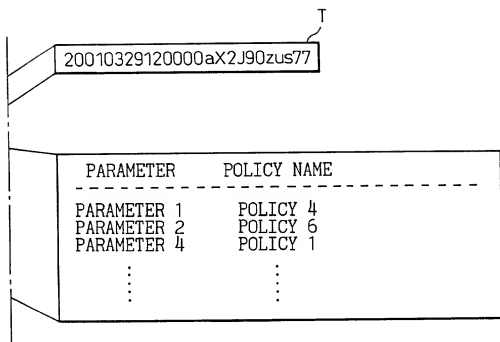 T
20010329120000aX2J90zus77
PARAMETER POLICY NAME
PARAMETER 1 POLICY 4
PARAMETER 2 POLICY 6
PARAMETER 4 POLICY 1